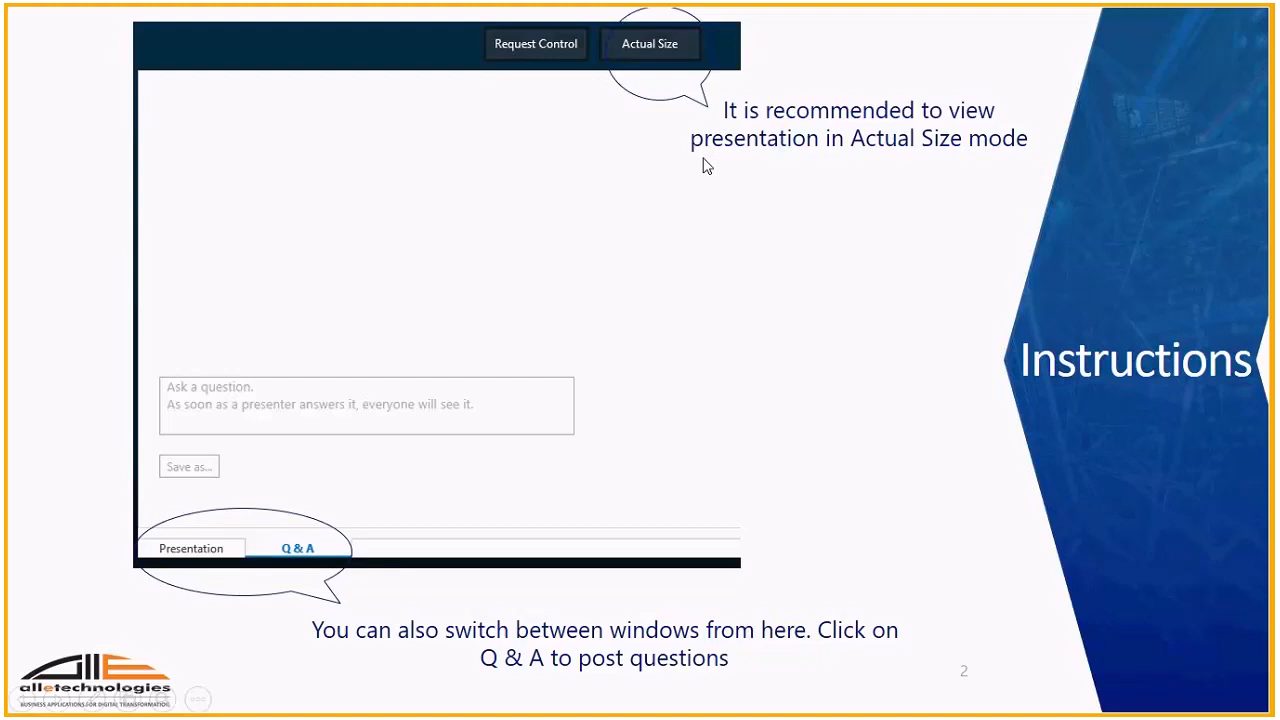 Request Control
Actual Size
It is recommended to view
presentation in Actual Size mode
Instructions
Ask a question.
As soon as a presenter answers it, everyone will see it.
Save as...
Presentation
Q & A
You can also switch between windows from here. Click on
Q & A to post questions
2
alletechnologies
BUSINESS APPLICATIONS FOR DIGITAL TRANSFORMATION